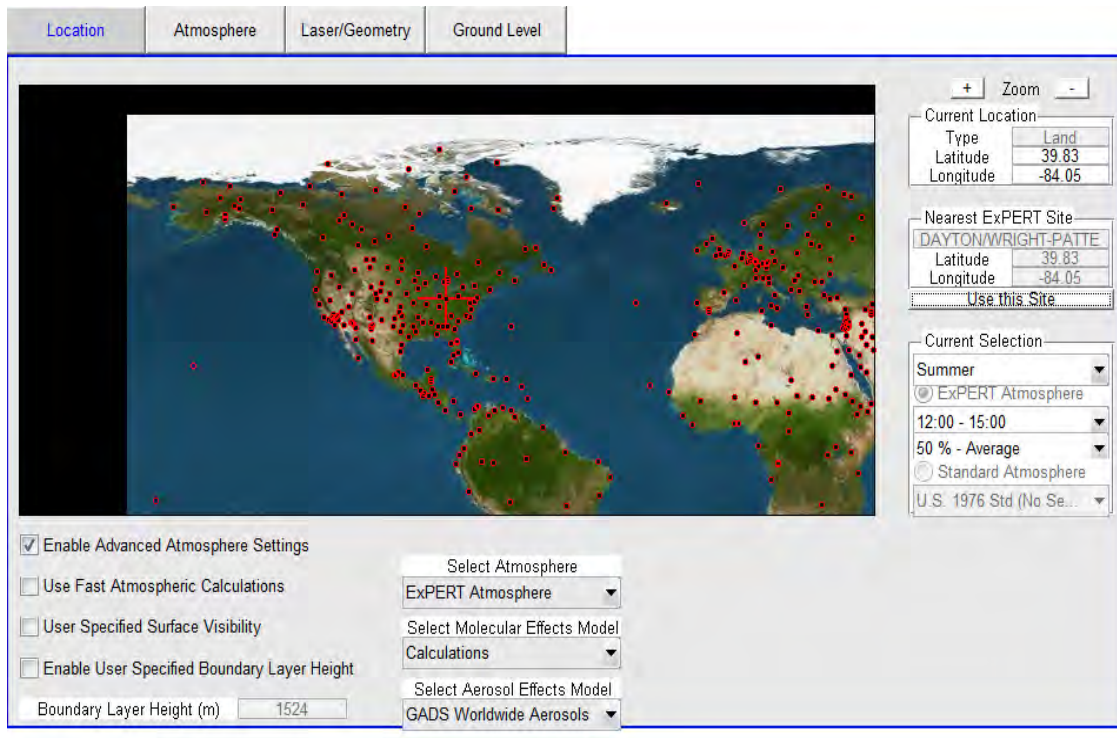 Location Atmosphere Laser/Geometry Ground Level
+ Zoom -
Current Location
Type Land
Latitude 39.83
Longitude -84.05
Nearest ExPERT Site
DAYTON/WRIGHT-PATTE
Latitude 39.83
Longitude -84.05
Use this Site
Current Selection
Summer
ExPERT Atmosphere
12:00 - 15:00
50 % - Average
Standard Atmosphere
U.S. 1976 Std (No Se...
Enable Advanced Atmosphere Settings
Use Fast Atmospheric Calculations
User Specified Surface Visibility
Enable User Specified Boundary Layer Height
Boundary Layer Height (m) 1524
Select Atmosphere
ExPERT Atmosphere
Select Molecular Effects Model
Calculations
Select Aerosol Effects Model
GADS Worldwide Aerosols